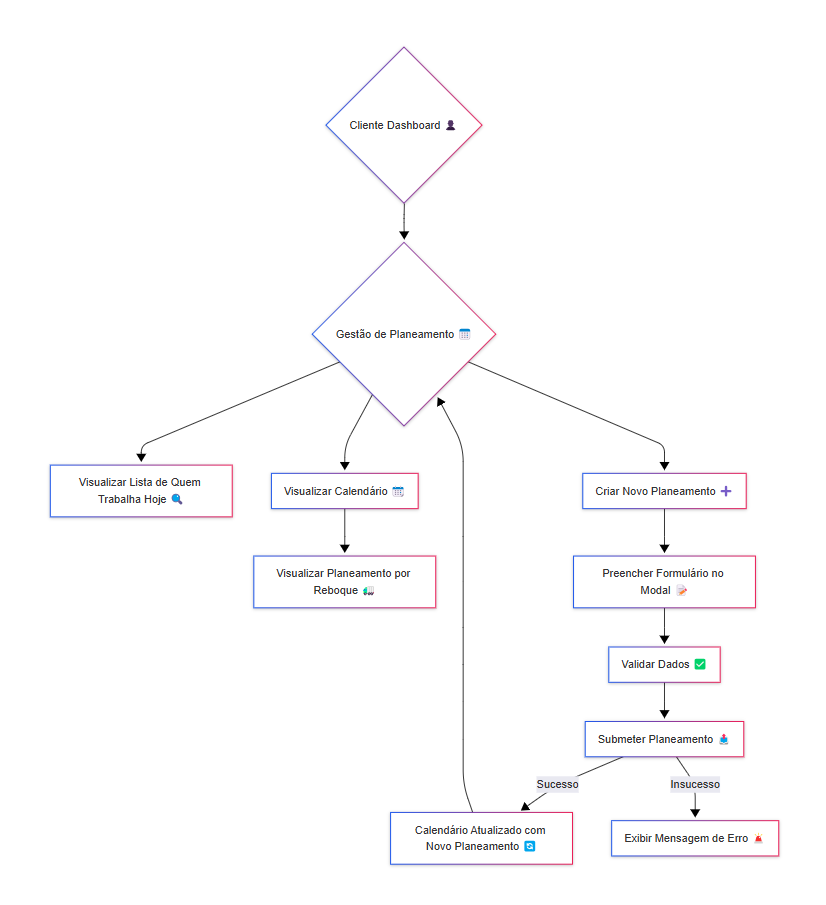 Cliente Dashboard 👤
Gestão de Planeamento 📅
Visualizar Lista de Quem
Trabalha Hoje 🔍
Visualizar Calendário 📆
Criar Novo Planeamento ➕
Visualizar Planeamento por
Reboque 🚛
Preencher Formulário no
Modal 📝
Validar Dados ✅
Submeter Planeamento 📤
Sucesso
Insucesso
Calendário Atualizado com
Novo Planeamento 🔄
Exibir Mensagem de Erro 🚨